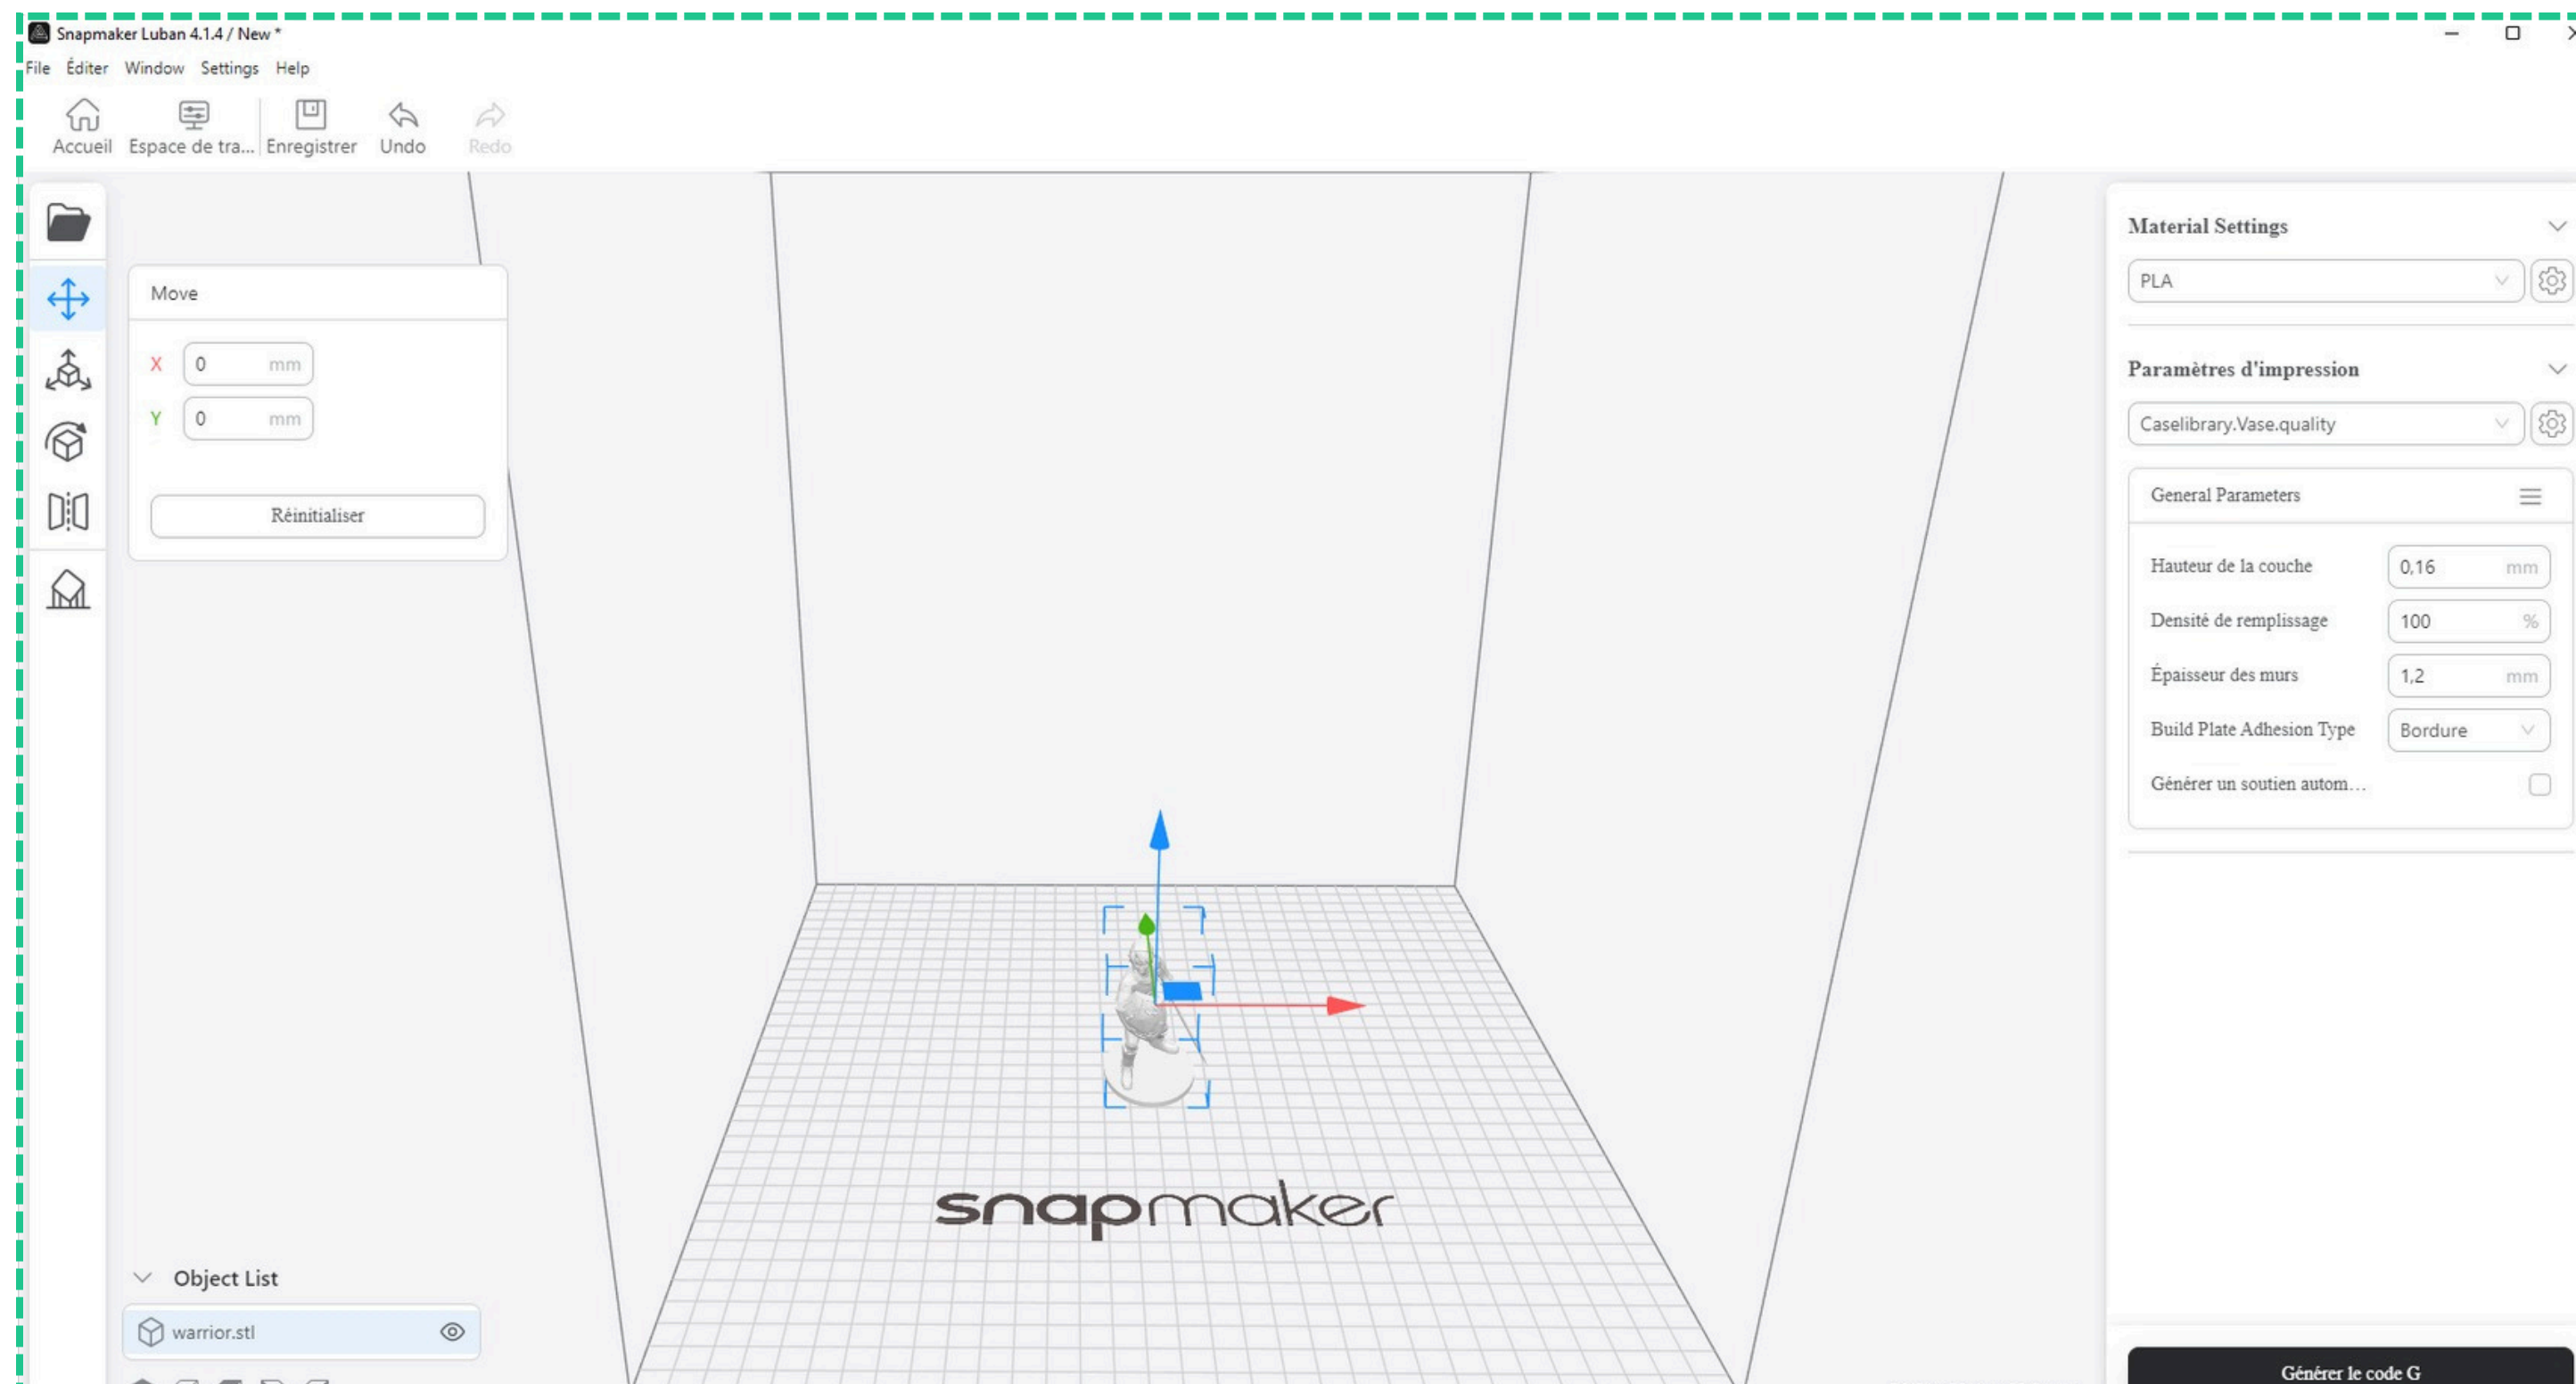 Snapmaker Luban 4.1.4 / New *
File Éditer Window Settings Help
Accueil Espace de tra... Enregistrer Undo Redo
Move
X 0 mm
Y 0 mm
Réinitialiser
Material Settings
PLA
Paramètres d'impression
Caselibrary.Vase.quality
General Parameters
Hauteur de la couche 0,16 mm
Densité de remplissage 100 %
Épaisseur des murs 1,2 mm
Build Plate Adhesion Type Bordure
Générer un soutien autom...
snapmaker
Object List
warrior.stl
Générer le code G